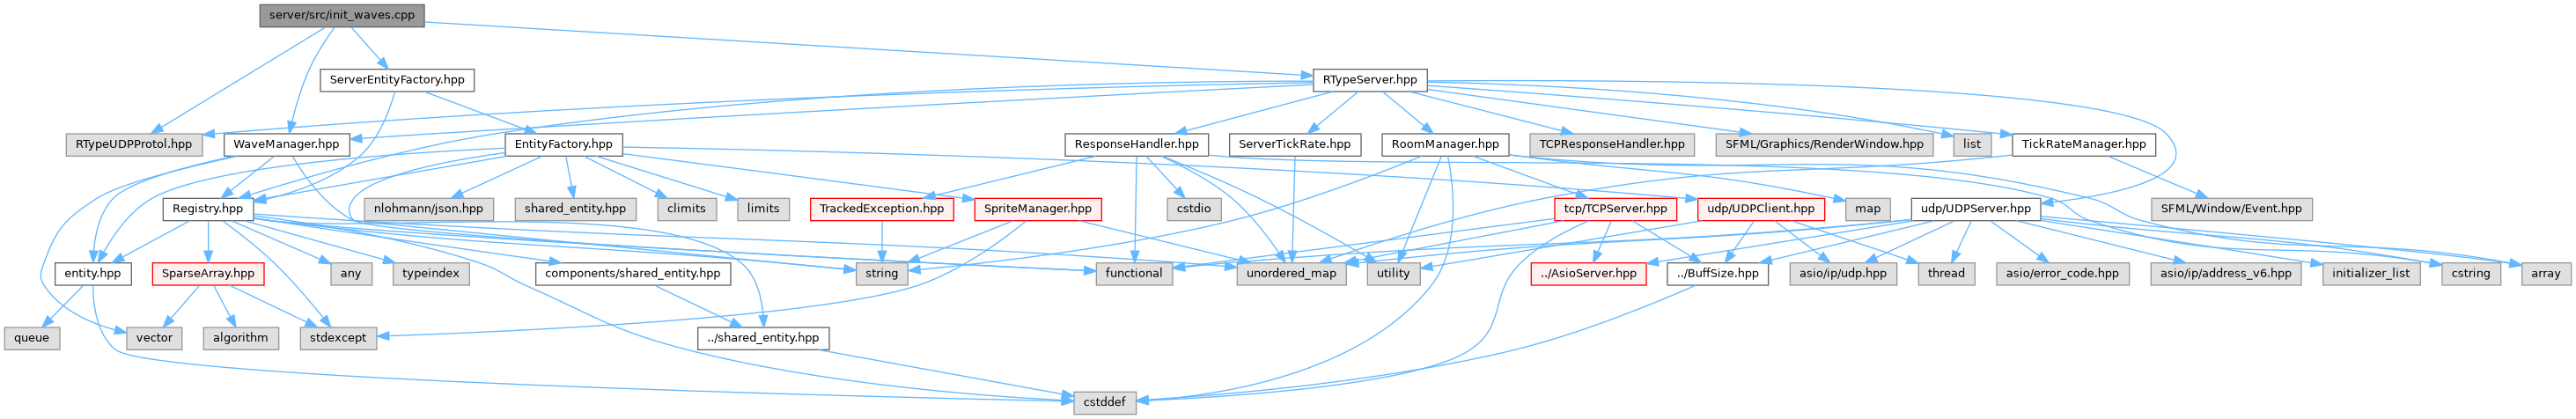 server/src/init_waves.cpp
ServerEntityFactory.hpp
RTypeServer.hpp
RTypeUDPProtol.hpp
WaveManager.hpp
EntityFactory.hpp
ResponseHandler.hpp
ServerTickRate.hpp
RoomManager.hpp
TCPResponseHandler.hpp
SFML/Graphics/RenderWindow.hpp
list
TickRateManager.hpp
Registry.hpp
nlohmann/json.hpp
shared_entity.hpp
climits
limits
TrackedException.hpp
SpriteManager.hpp
cstdio
tcp/TCPServer.hpp
udp/UDPClient.hpp
map
udp/UDPServer.hpp
SFML/Window/Event.hpp
entity.hpp
SparseArray.hpp
any
typeindex
components/shared_entity.hpp
string
functional
unordered_map
utility
../AsioServer.hpp
../BuffSize.hpp
asio/ip/udp.hpp
thread
asio/error_code.hpp
asio/ip/address_v6.hpp
initializer_list
cstring
array
queue
vector
algorithm
stdexcept
../shared_entity.hpp
cstddef